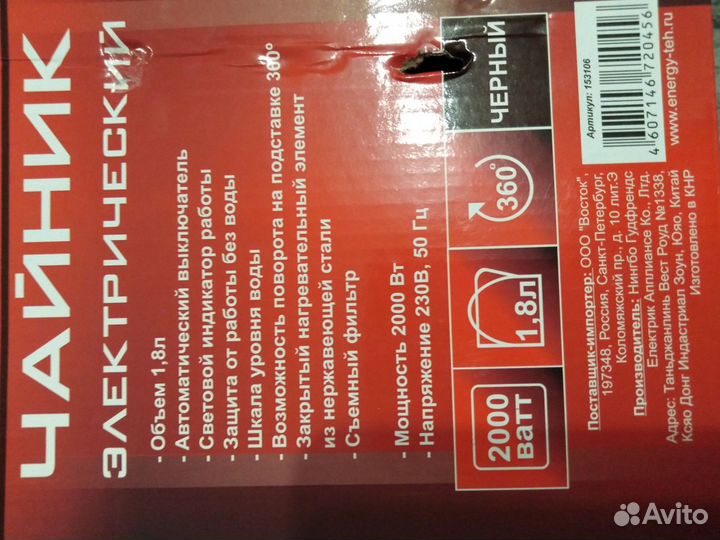 ЧАЙНИК
ЭЛЕКТРИЧЕСКИЙ
- Объем 1,8л
- Автоматический выключатель
- Световой индикатор работы
- Защита от работы без воды
- Шкала уровня воды
- Возможность поворота на подставке 360°
- Закрытый нагревательный элемент
из нержавеющей стали
- Съемный фильтр
- Мощность 2000 Вт
- Напряжение 230В, 50 Гц
2000
ВАТТ
1,8л
360°
ЧЕРНЫЙ
Поставщик-импортер: ООО "Восток",
197348, Россия, Санкт-Петербург,
Коломяжский пр., д. 10 лит.Э
Производитель: Нингбо Гудфрендс
Електрик Апплиансе Ко., Лтд.
Адрес: Таньджанлинь Вест Роуд №1338,
Ксяо Донг Индастриал Зоун, Юяо, Китай
Изготовлено в КНР
Артикул: 153106
4 607146 720456
www.energy-teh.ru
Avito